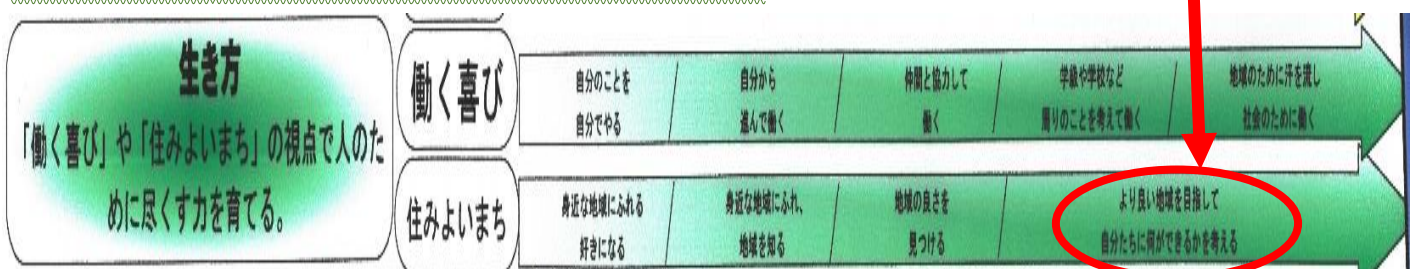 生き方
「働く喜び」や「住みよいまち」の視点で人のた
めに尽くす力を育てる。
働く喜び
自分のことを
自分でやる
自分から
進んで働く
仲間と協力して
働く
学級や学校など
周りのことを考えて働く
地域のために汗を流し
社会のために働く
住みよいまち
身近な地域にふれる
好きになる
身近な地域にふれ、
地域を知る
地域の良さを
見つける
より良い地域を目指して
自分たちに何ができるかを考える